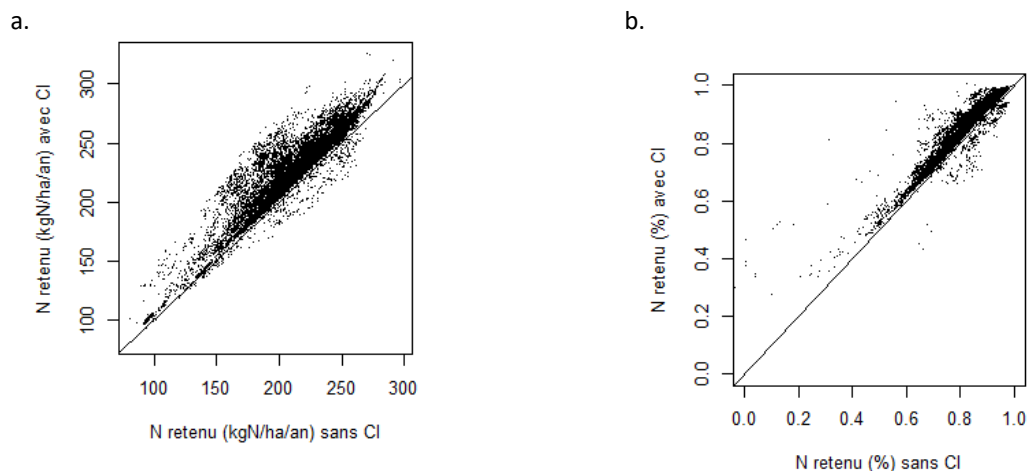 a.
N retenu (kgN/ha/an) avec CI
300
250
200
150
100
100 150 200 250 300
N retenu (kgN/ha/an) sans CI
b.
N retenu (%) avec CI
1.0
0.8
0.6
0.4
0.2
0.0
0.0 0.2 0.4 0.6 0.8 1.0
N retenu (%) sans CI